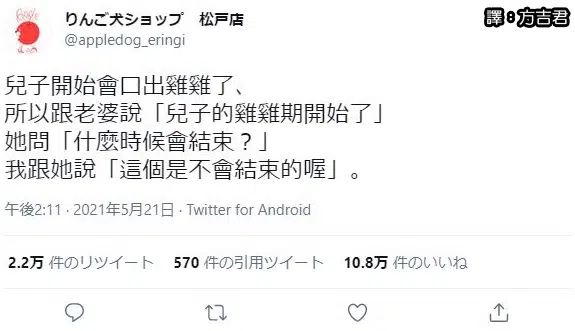 りんご犬ショップ 松戸店
譯●方吉君
@appledog_eringi
兒子開始會口出雞雞了、
所以跟老婆說「兒子的雞雞期開始了」
她問「什麼時候會結束？」
我跟她說「這個是不會結束的喔」。
午後2:11 · 2021年5月21日 · Twitter for Android
2.2万 件のリツイート 570 件の引用ツイート 10.8万 件のいいね